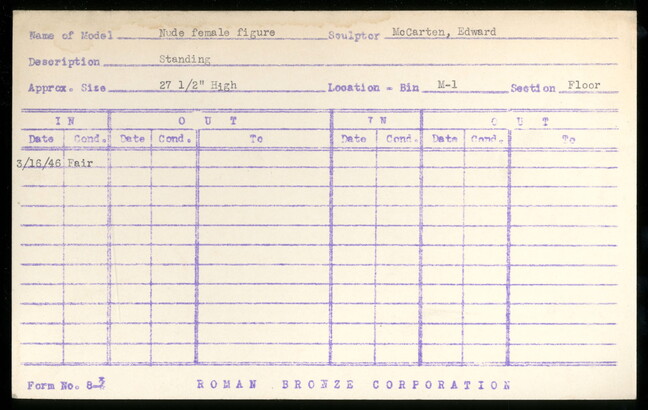 Name of Model Nude female figure Sculptor McCarten, Edward
Description Standing
Approx. Size 27 1/2" High Location - Bin M-1 Section Floor
IN OUT IN OUT
Date Cond. Date Cond. To Date Cond. Date Cond. To
3/16/46 Fair
Form No. 8-3 ROMAN BRONZE CORPORATION